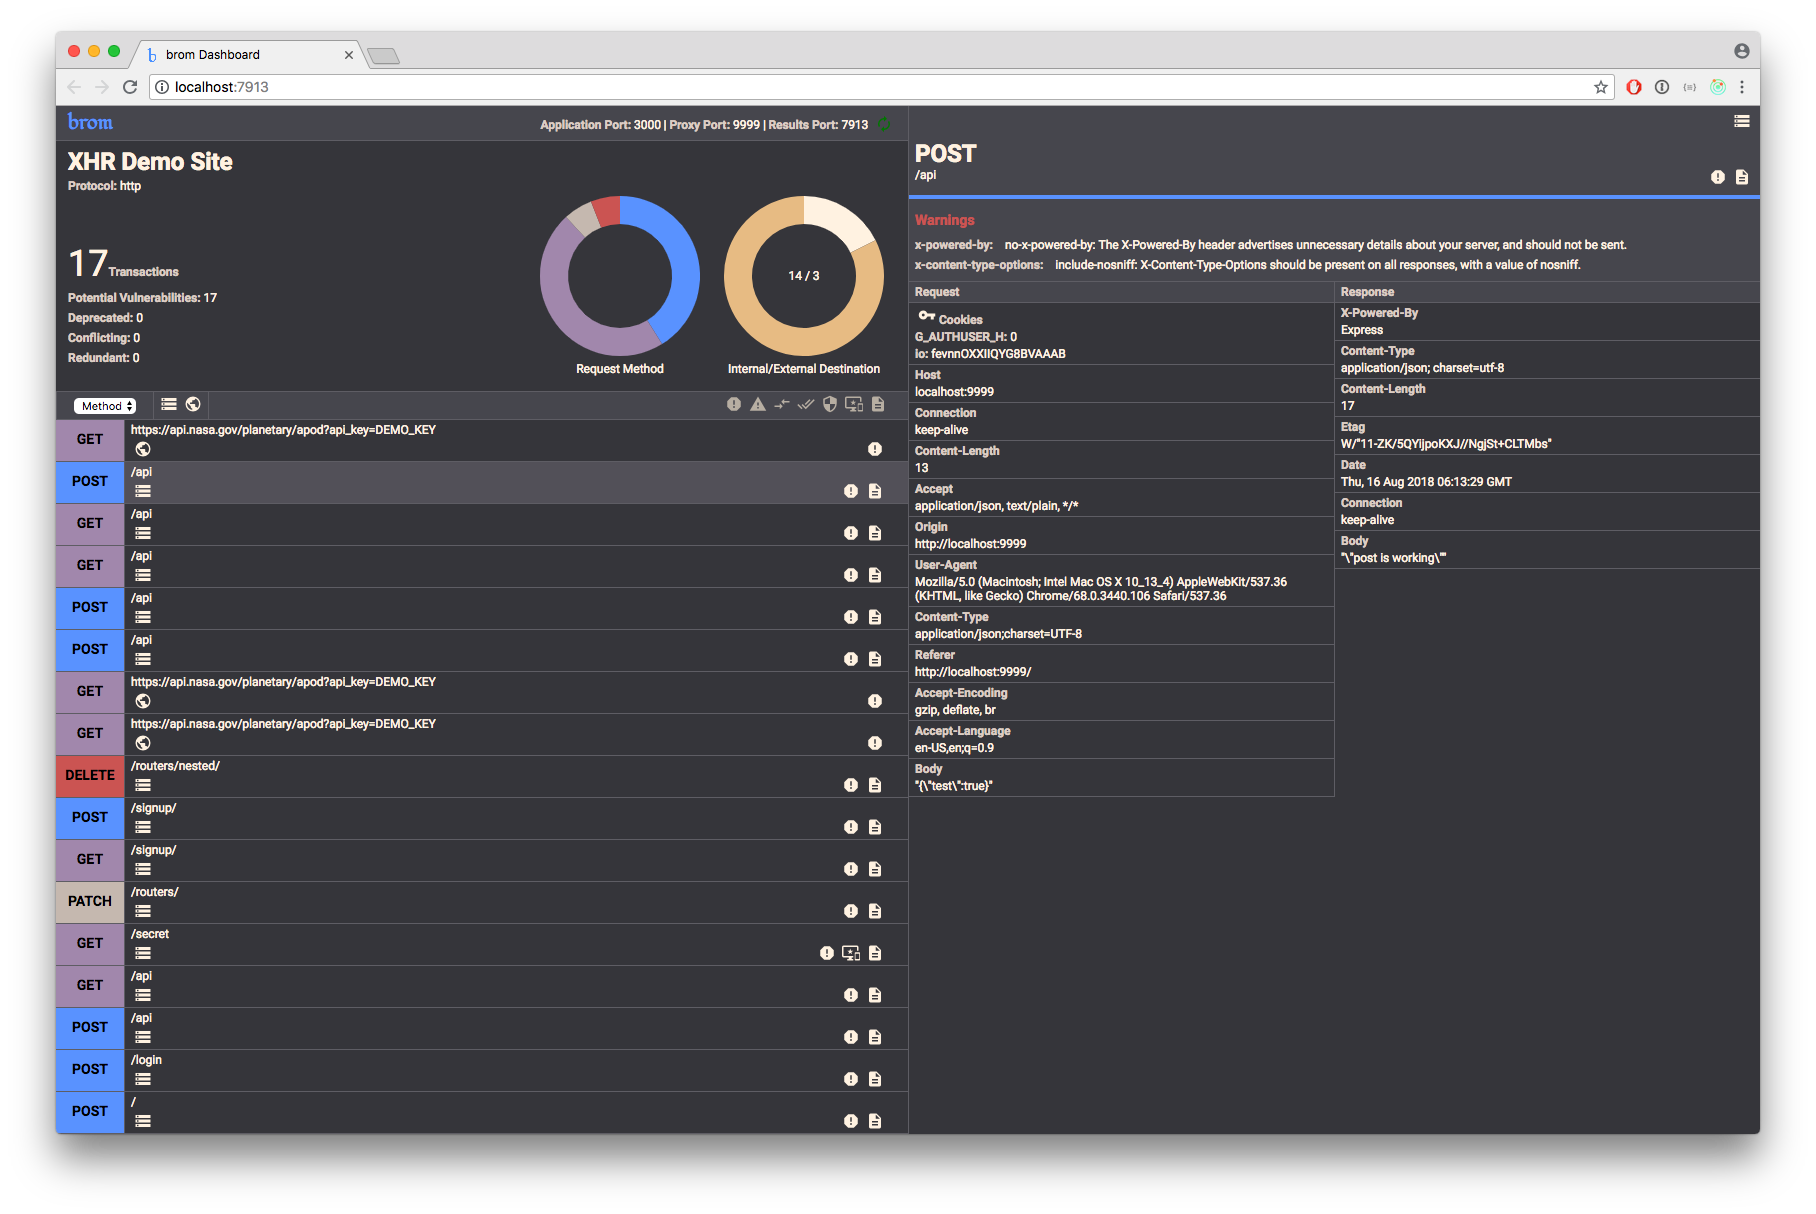 brom Dashboard
localhost:7913
brom
Application Port: 3000 | Proxy Port: 9999 | Results Port: 7913
XHR Demo Site
Protocol: http
17 Transactions
Potential Vulnerabilities: 17
Deprecated: 0
Conflicting: 0
Redundant: 0
Request Method
14 / 3
Internal/External Destination
Method
GET
https://api.nasa.gov/planetary/apod?api_key=DEMO_KEY
POST
/api
GET
/api
GET
/api
POST
/api
POST
/api
GET
https://api.nasa.gov/planetary/apod?api_key=DEMO_KEY
GET
https://api.nasa.gov/planetary/apod?api_key=DEMO_KEY
DELETE
/routers/nested/
POST
/signup/
GET
/signup/
PATCH
/routers/
GET
/secret
GET
/api
POST
/api
POST
/login
POST
/
POST
/api
Warnings
x-powered-by: no-x-powered-by: The X-Powered-By header advertises unnecessary details about your server, and should not be sent.
x-content-type-options: include-nosniff: X-Content-Type-Options should be present on all responses, with a value of nosniff.
Request
Cookies
G_AUTHUSER_H: 0
io: fevnnOXXIIQYG8BVAAAB
Host
localhost:9999
Connection
keep-alive
Content-Length
13
Accept
application/json, text/plain, */*
Origin
http://localhost:9999
User-Agent
Mozilla/5.0 (Macintosh; Intel Mac OS X 10_13_4) AppleWebKit/537.36
(KHTML, like Gecko) Chrome/68.0.3440.106 Safari/537.36
Content-Type
application/json;charset=UTF-8
Referer
http://localhost:9999/
Accept-Encoding
gzip, deflate, br
Accept-Language
en-US,en;q=0.9
Body
"{\"test\":true}"
Response
X-Powered-By
Express
Content-Type
application/json; charset=utf-8
Content-Length
17
Etag
W/"11-ZK/5QYijpoKXJ//NgjSt+CLTMbs"
Date
Thu, 16 Aug 2018 06:13:29 GMT
Connection
keep-alive
Body
"\"post is working\""